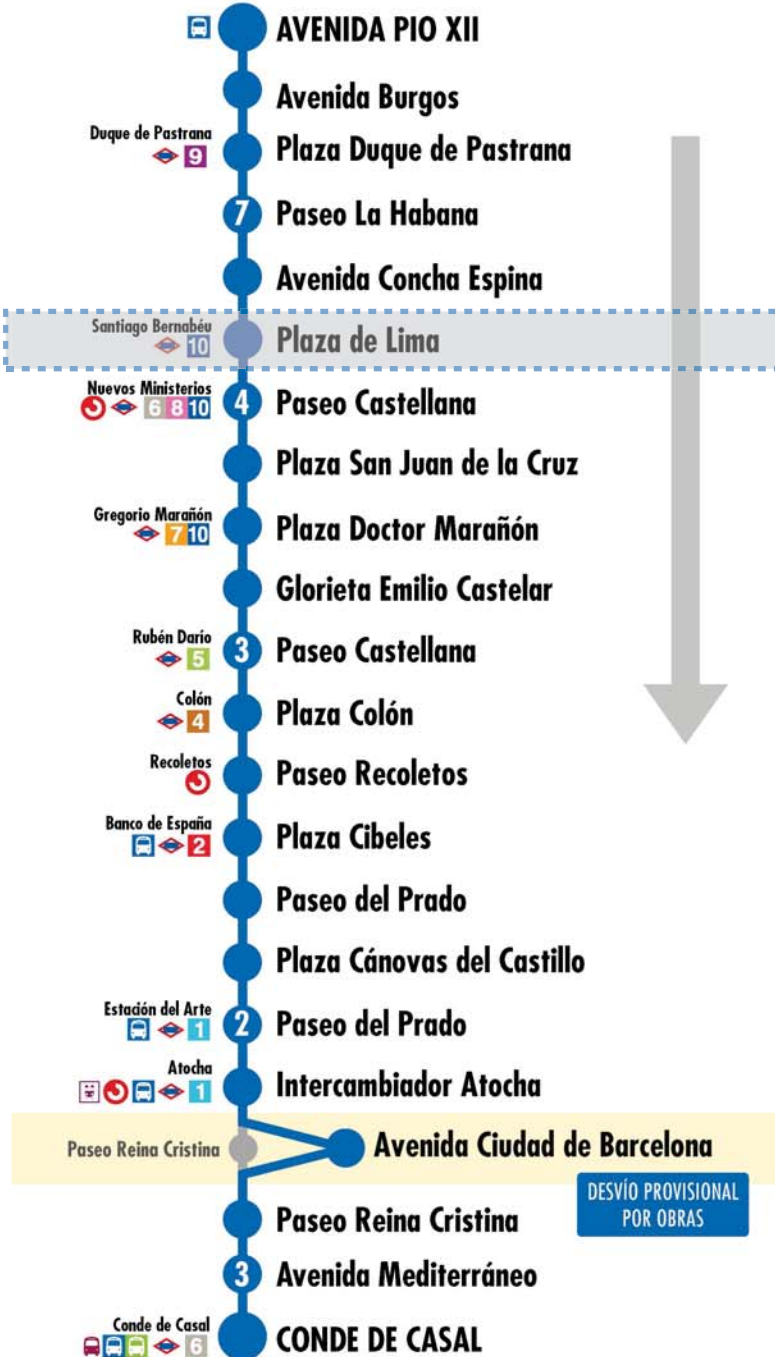 AVENIDA PIO XII
Avenida Burgos
Duque de Pastrana
9
Plaza Duque de Pastrana
7
Paseo La Habana
Avenida Concha Espina
Santiago Bernabéu
10
Plaza de Lima
Nuevos Ministerios
6 8 10
4
Paseo Castellana
Plaza San Juan de la Cruz
Gregorio Marañón
7 10
Plaza Doctor Marañón
Glorieta Emilio Castelar
Rubén Darío
5
3
Paseo Castellana
Colón
4
Plaza Colón
Recoletos
Paseo Recoletos
Banco de España
2
Plaza Cibeles
Paseo del Prado
Plaza Cánovas del Castillo
Estación del Arte
1
2
Paseo del Prado
Atocha
1
Intercambiador Atocha
Paseo Reina Cristina
Avenida Ciudad de Barcelona
DESVÍO PROVISIONAL
POR OBRAS
Paseo Reina Cristina
3
Avenida Mediterráneo
Conde de Casal
6
CONDE DE CASAL